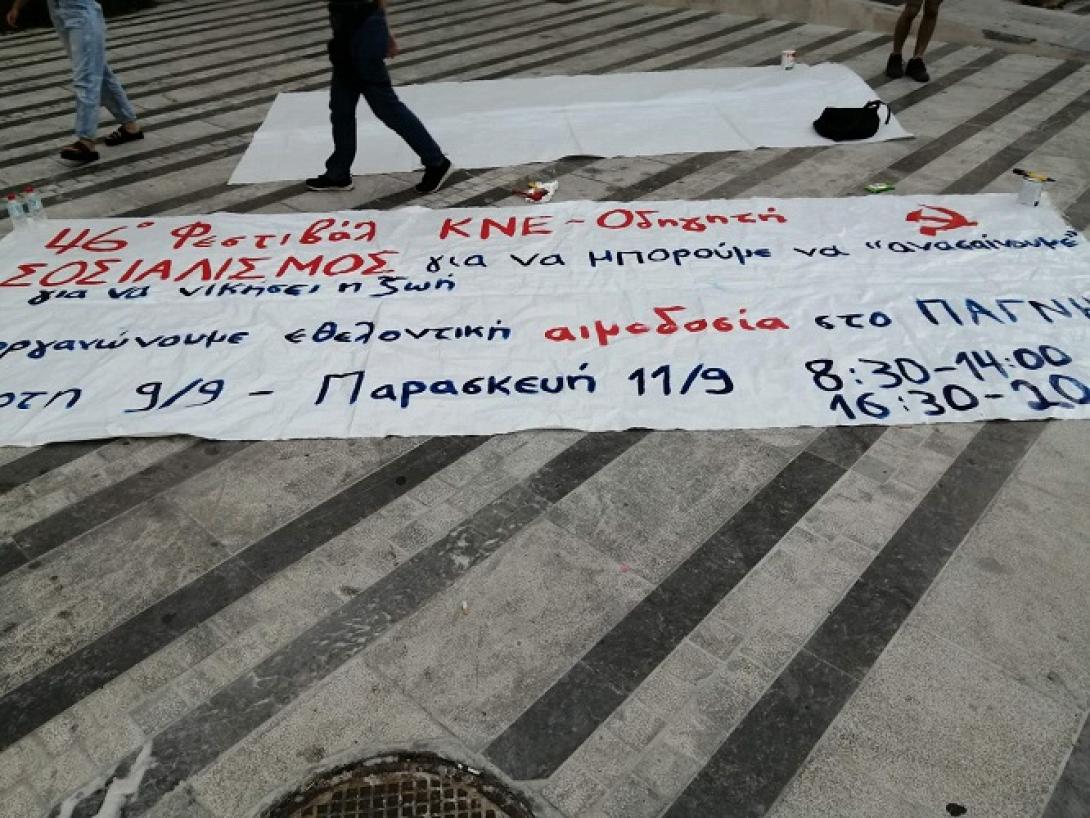 46° Φεστιβάλ ΚΝΕ - Οδηγητή
ΣΟΣΙΑΛΙΣΜΟΣ για να μπορούμε να "ανασαίνουμε"
για να νικήσει η ζωή
οργανώνουμε εθελοντική αιμοδοσία στο ΠΑΓΝΗ
9/9 - Παρασκευή 11/9 8:30-14:00
16:30-20